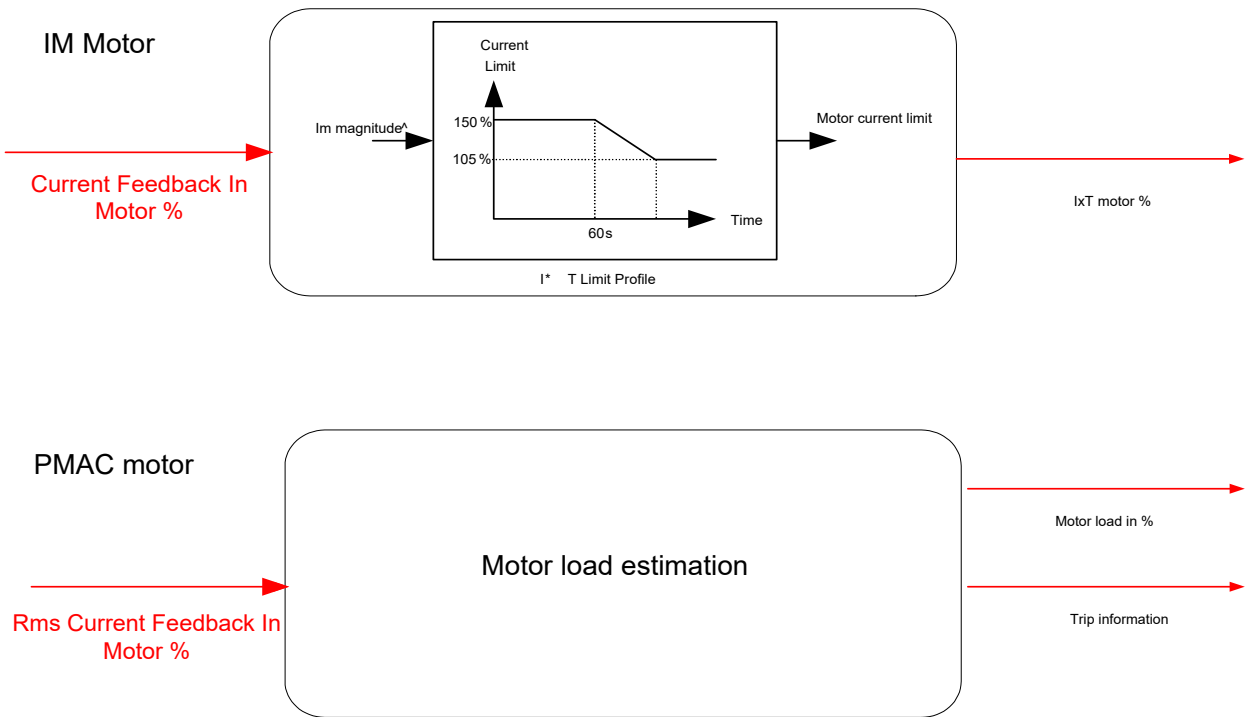 IM Motor
Current
Limit
Im magnitude^
150 %
105 %
60s
Time
I* T Limit Profile
Motor current limit
Current Feedback In
Motor %
IxT motor %
PMAC motor
Motor load estimation
Rms Current Feedback In
Motor %
Motor load in %
Trip information